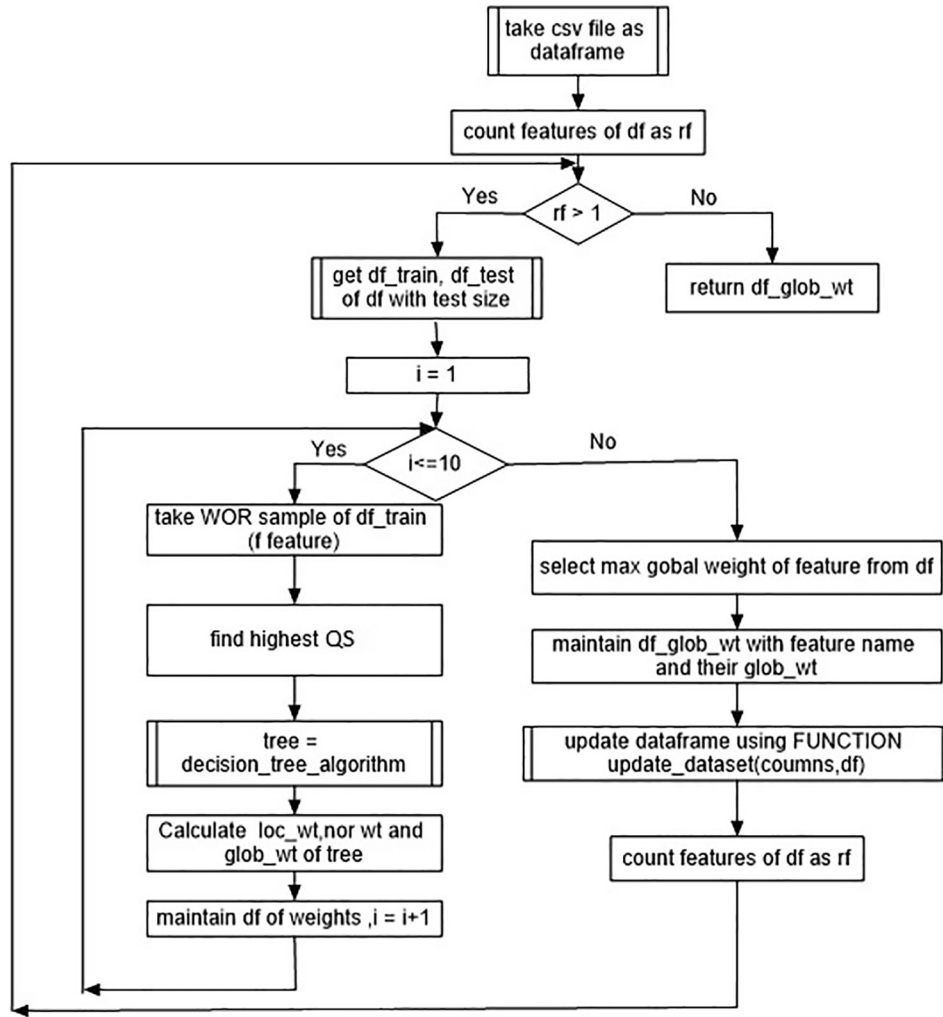 take csv file as
dataframe
count features of df as rf
Yes
rf > 1
No
get df_train, df_test
of df with test size
return df_glob_wt
i = 1
Yes
i<=10
No
take WOR sample of df_train
(f feature)
find highest QS
tree =
decision_tree_algorithm
Calculate loc_wt,nor wt and
glob_wt of tree
maintain df of weights ,i = i+1
select max gobal weight of feature from df
maintain df_glob_wt with feature name
and their glob_wt
update dataframe using FUNCTION
update_dataset(coumns,df)
count features of df as rf